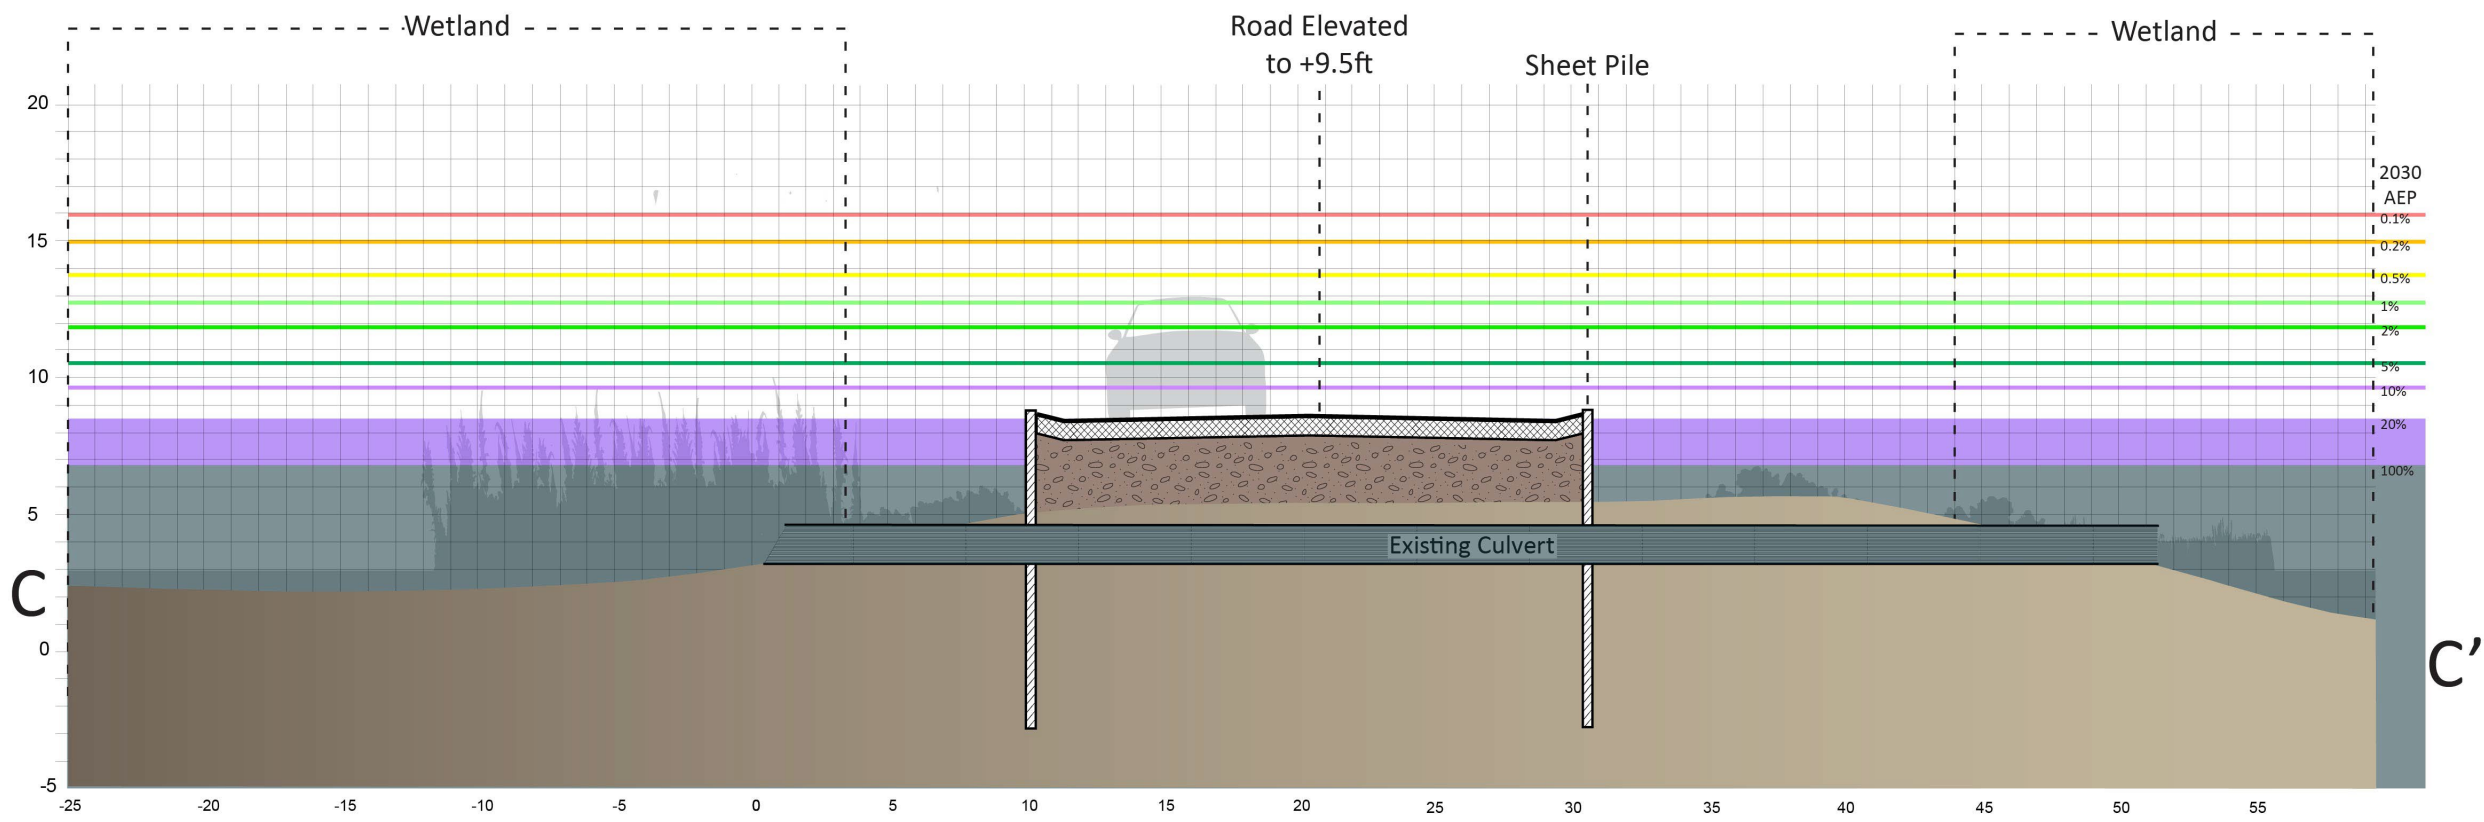 Wetland
Road Elevated
to +9.5ft
Sheet Pile
Wetland
20
15
10
5
0
-5
2030
AEP
0.1%
0.2%
0.5%
1%
2%
5%
10%
20%
100%
Existing Culvert
C
C’
-25 -20 -15 -10 -5 0 5 10 15 20 25 30 35 40 45 50 55